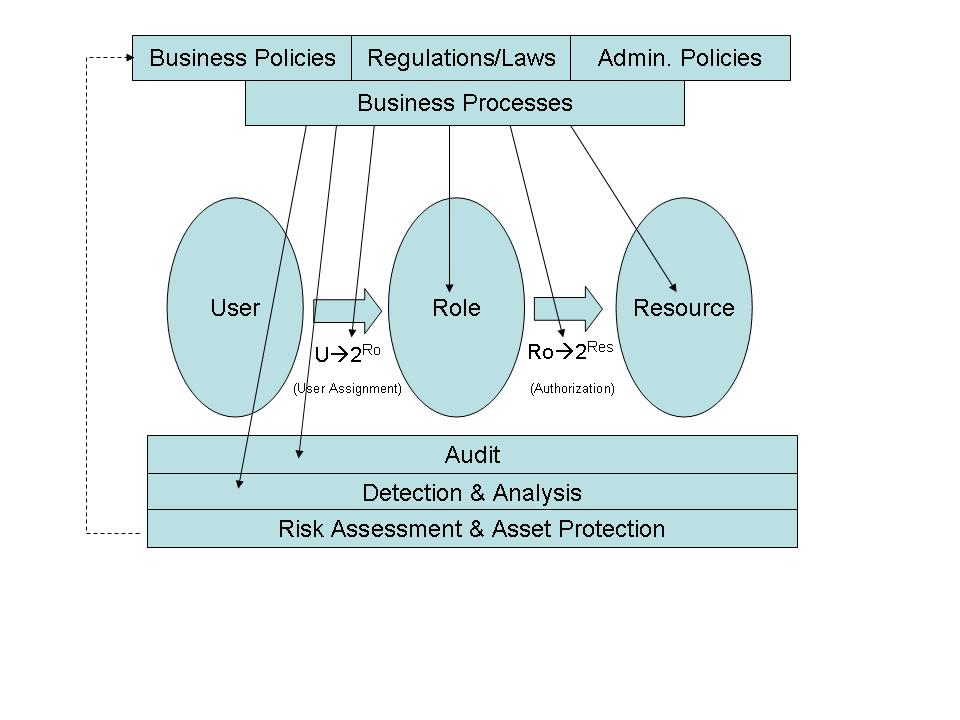 Business Policies
Regulations/Laws
Admin. Policies
Business Processes
User
Role
Resource
U→2^Ro
Ro→2^Res
(User Assignment)
(Authorization)
Audit
Detection & Analysis
Risk Assessment & Asset Protection